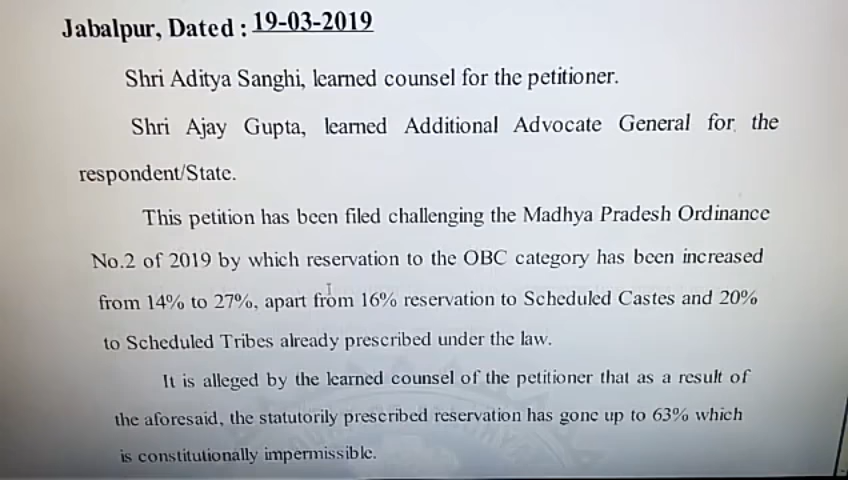 Jabalpur, Dated : 19-03-2019
Shri Aditya Sanghi, learned counsel for the petitioner.
Shri Ajay Gupta, learned Additional Advocate General for the
respondent/State.
This petition has been filed challenging the Madhya Pradesh Ordinance
No.2 of 2019 by which reservation to the OBC category has been increased
from 14% to 27%, apart from 16% reservation to Scheduled Castes and 20%
to Scheduled Tribes already prescribed under the law.
It is alleged by the learned counsel of the petitioner that as a result of
the aforesaid, the statutorily prescribed reservation has gone up to 63% which
is constitutionally impermissible.